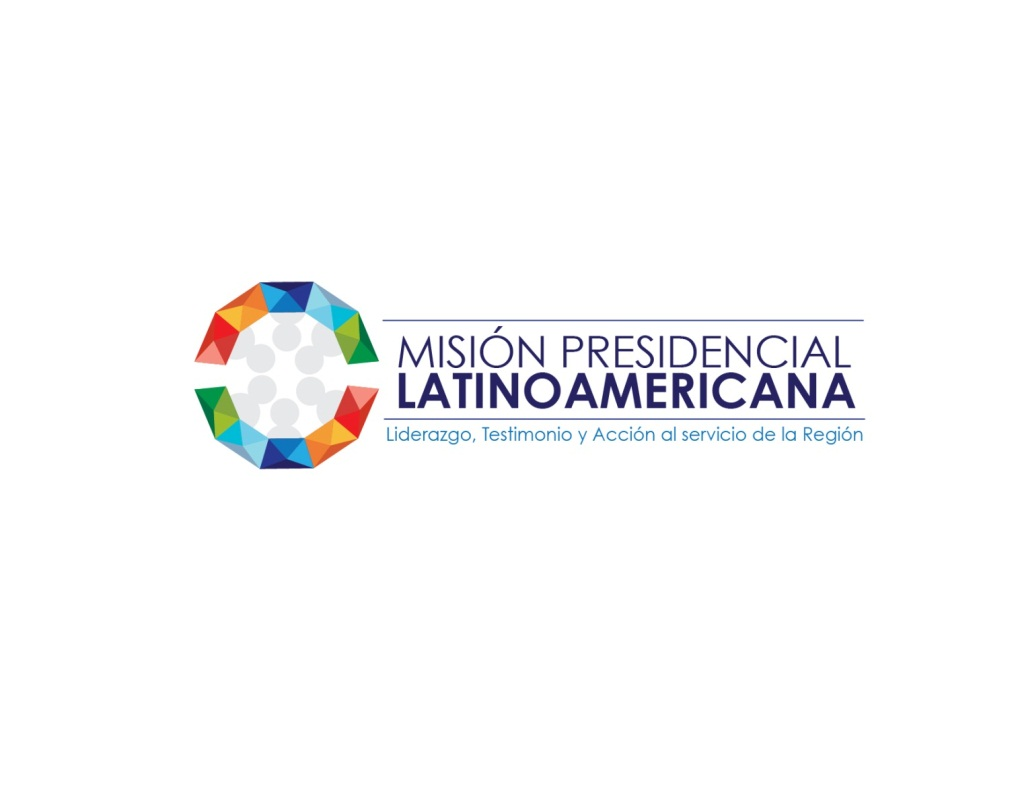 MISIÓN PRESIDENCIAL
LATINOAMERICANA
Liderazgo, Testimonio y Acción al servicio de la Región